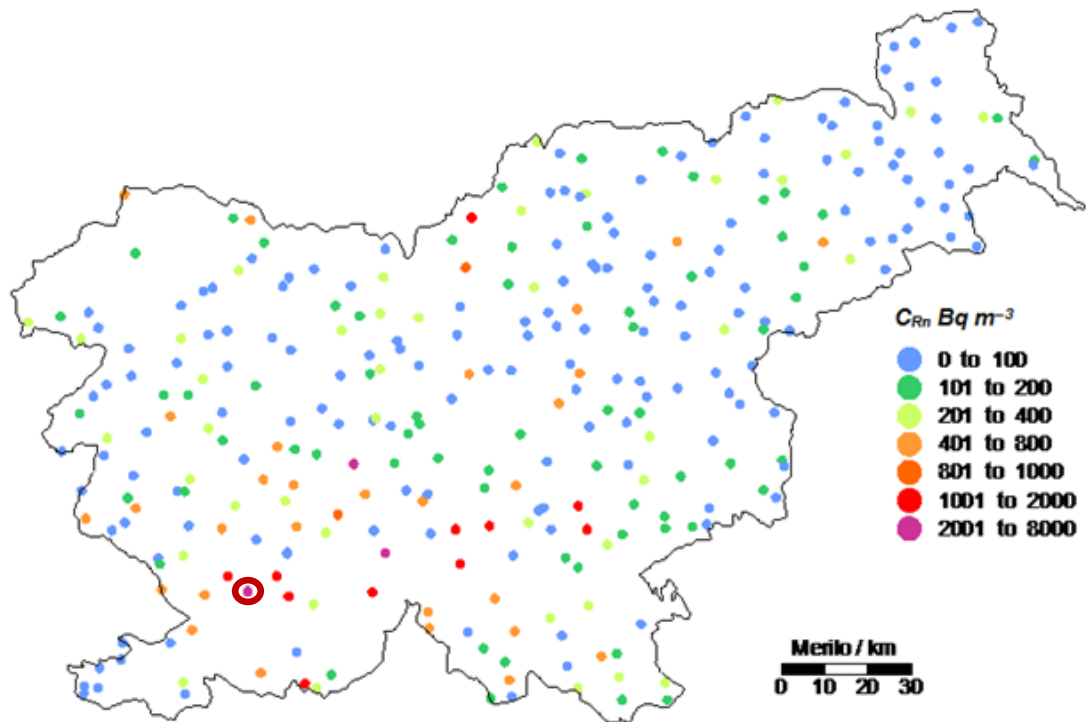 C_Rn Bq m⁻³
0 to 100
101 to 200
201 to 400
401 to 800
801 to 1000
1001 to 2000
2001 to 8000
Merilo / km
0 10 20 30